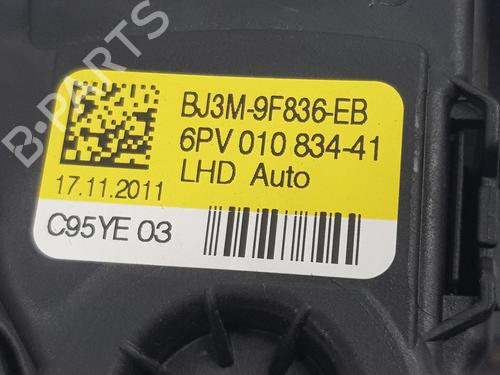 B-PARTS
BJ3M-9F836-EB
6PV 010 834-41
LHD Auto
17.11.2011
C95YE 03